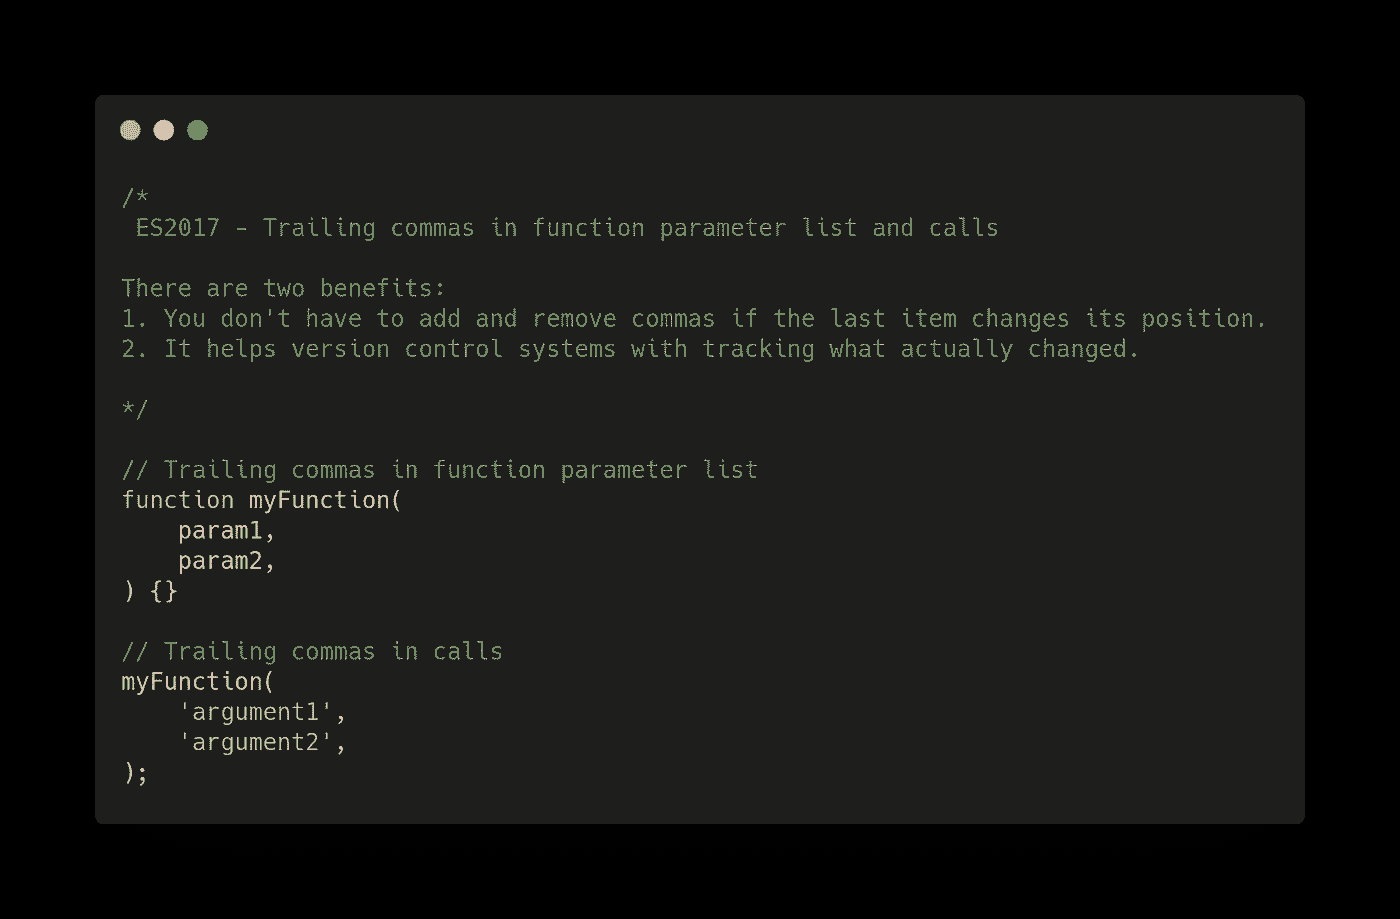 /*
 ES2017 - Trailing commas in function parameter list and calls
There are two benefits:
1. You don't have to add and remove commas if the last item changes its position.
2. It helps version control systems with tracking what actually changed.
*/
// Trailing commas in function parameter list
function myFunction(
    param1,
    param2,
) {}
// Trailing commas in calls
myFunction(
    'argument1',
    'argument2',
);